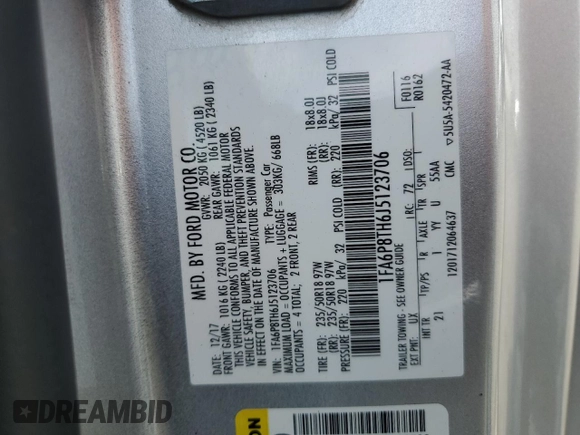 MFD. BY FORD MOTOR CO.
DATE: 12/17 GVWR: 2050 KG ( 4520 LB)
FRONT GAWR: 1016 KG ( 2240 LB) REAR GAWR: 1061 KG ( 2340 LB)
THIS VEHICLE CONFORMS TO ALL APPLICABLE FEDERAL MOTOR
VEHICLE SAFETY, BUMPER, AND THEFT PREVENTION STANDARDS
IN EFFECT ON THE DATE OF MANUFACTURE SHOWN ABOVE.
VIN: 1FA6P8TH6J5123706 TYPE: Passenger Car
MAXIMUM LOAD = OCCUPANTS + LUGGAGE = 303KG/ 668LB
OCCUPANTS = 4 TOTAL; 2 FRONT, 2 REAR
TIRE (FR): 235/50R18 97W RIMS (FR): 18x8.0J
(RR): 235/50R18 97W (RR): 18x8.0J
PRESSURE (FR): 220 kPa/ 32 PSI COLD (RR): 220 kPa/ 32 PSI COLD
1FA6P8TH6J5123706
TRAILER TOWING - SEE OWNER GUIDE F0116
EXT PNT: UX RC: 72 DSO: R0162
INT TR TP/PS R AXLE TR SPR
21 I YY U 55AA
1201712064637 CMC ▽5U5A-5420472-AA
ON
DREAMBID